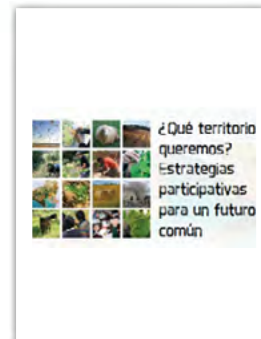 ¿Qué territorio
queremos?
Estrategias
participativas
para un futuro
común